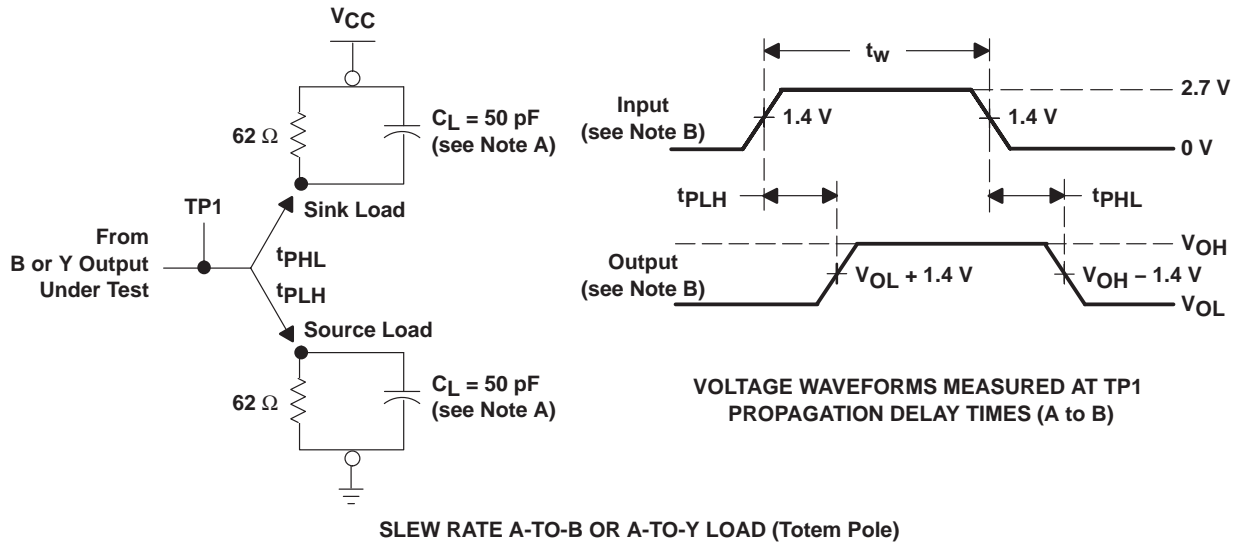 VCC
62 Ω
CL = 50 pF
(see Note A)
TP1
Sink Load
From
B or Y Output
Under Test
tPHL
tPLH
Source Load
62 Ω
CL = 50 pF
(see Note A)
tw
2.7 V
Input
(see Note B)
1.4 V
1.4 V
0 V
tPLH
tPHL
VOH
Output
(see Note B)
VOL + 1.4 V
VOH – 1.4 V
VOL
VOLTAGE WAVEFORMS MEASURED AT TP1
PROPAGATION DELAY TIMES (A to B)
SLEW RATE A-TO-B OR A-TO-Y LOAD (Totem Pole)